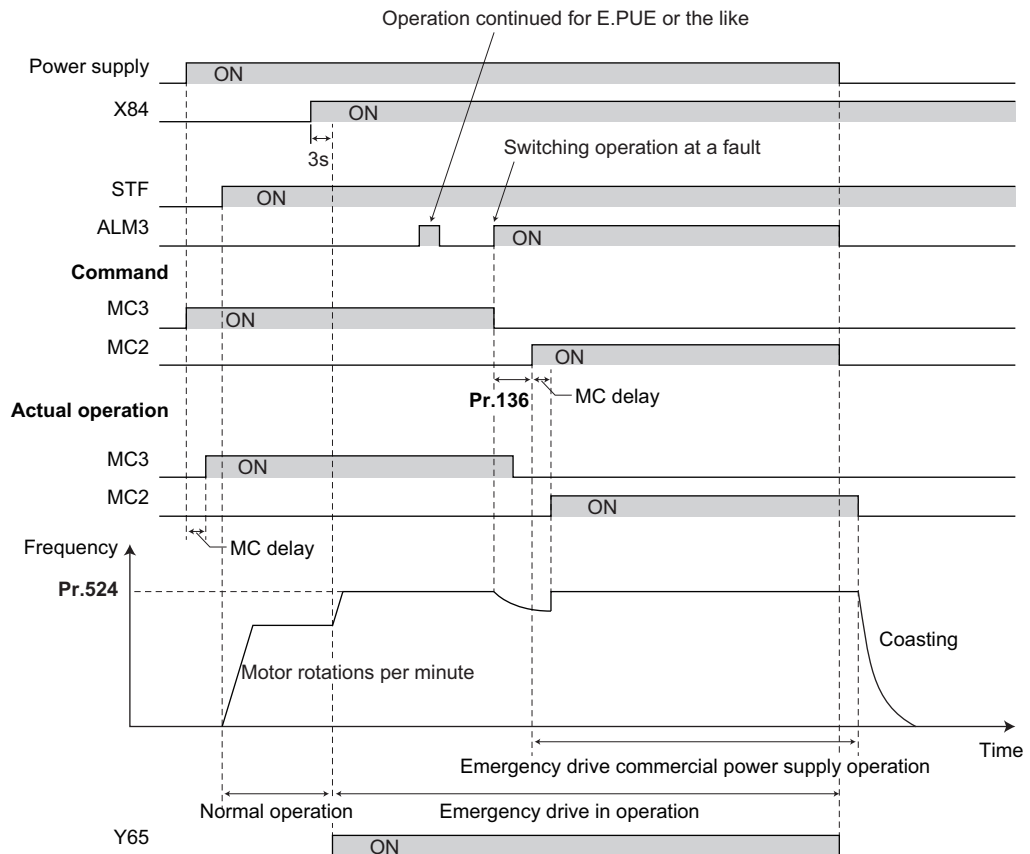 Operation continued for E.PUE or the like
Power supply
ON
X84
ON
3s
Switching operation at a fault
STF
ON
ALM3
ON
Command
MC3
ON
MC2
ON
Pr.136
MC delay
Actual operation
MC3
ON
MC2
ON
MC delay
Frequency
Pr.524
Motor rotations per minute
Coasting
Time
Emergency drive commercial power supply operation
Normal operation
Emergency drive in operation
Y65
ON